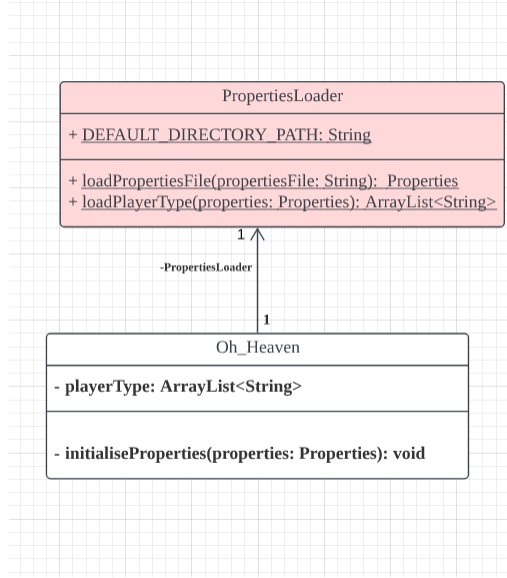 PropertiesLoader
+ DEFAULT_DIRECTORY_PATH: String
+ loadPropertiesFile(propertiesFile: String): Properties
+ loadPlayerType(properties: Properties): ArrayList<String>
1
-PropertiesLoader
1
Oh_Heaven
- playerType: ArrayList<String>
- initialiseProperties(properties: Properties): void